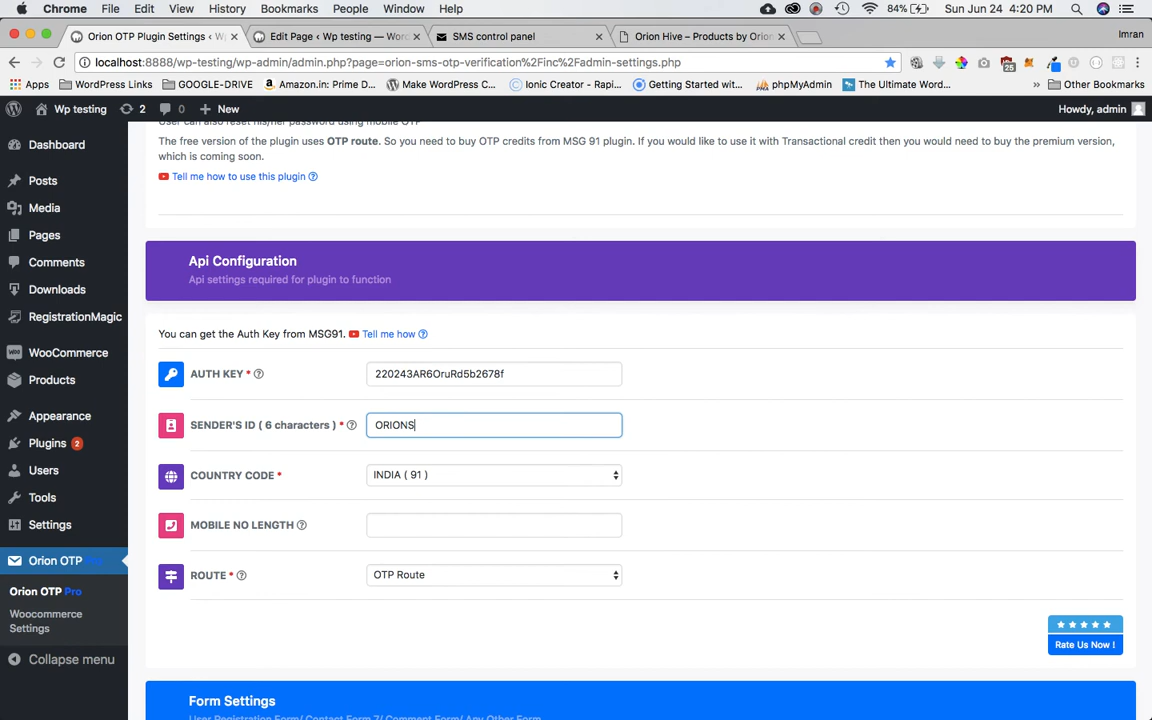 Chrome File Edit View History Bookmarks People Window Help 84% Sun Jun 24 4:20 PM
Orion OTP Plugin Settings ‹ Wp Edit Page ‹ Wp testing — Word SMS control panel Orion Hive – Products by Orion Imran
localhost:8888/wp-testing/wp-admin/admin.php?page=orion-sms-otp-verification%2Finc%2Fadmin-settings.php 25
Apps WordPress Links GOOGLE-DRIVE Amazon.in: Prime D... Make WordPress C... Ionic Creator - Rapi... Getting Started wit... phpMyAdmin The Ultimate Word... » Other Bookmarks
Wp testing 2 0 + New Howdy, admin
Dashboard
Posts
Media
Pages
Comments
Downloads
RegistrationMagic
WooCommerce
Products
Appearance
Plugins 2
Users
Tools
Settings
Orion OTP Pro
Orion OTP Pro
Woocommerce
Settings
Collapse menu
User can also reset his/her password using mobile OTP
The free version of the plugin uses OTP route. So you need to buy OTP credits from MSG 91 plugin. If you would like to use it with Transactional credit then you would need to buy the premium version,
which is coming soon.
Tell me how to use this plugin ?
Api Configuration
Api settings required for plugin to function
You can get the Auth Key from MSG91. Tell me how ?
AUTH KEY * ? 220243AR6OruRd5b2678f
SENDER'S ID ( 6 characters ) * ? ORIONS
COUNTRY CODE * INDIA ( 91 )
MOBILE NO LENGTH ?
ROUTE * ? OTP Route
Rate Us Now !
Form Settings
User Registration Form/ Contact Form 7/ Comment Form/ Any Other Form